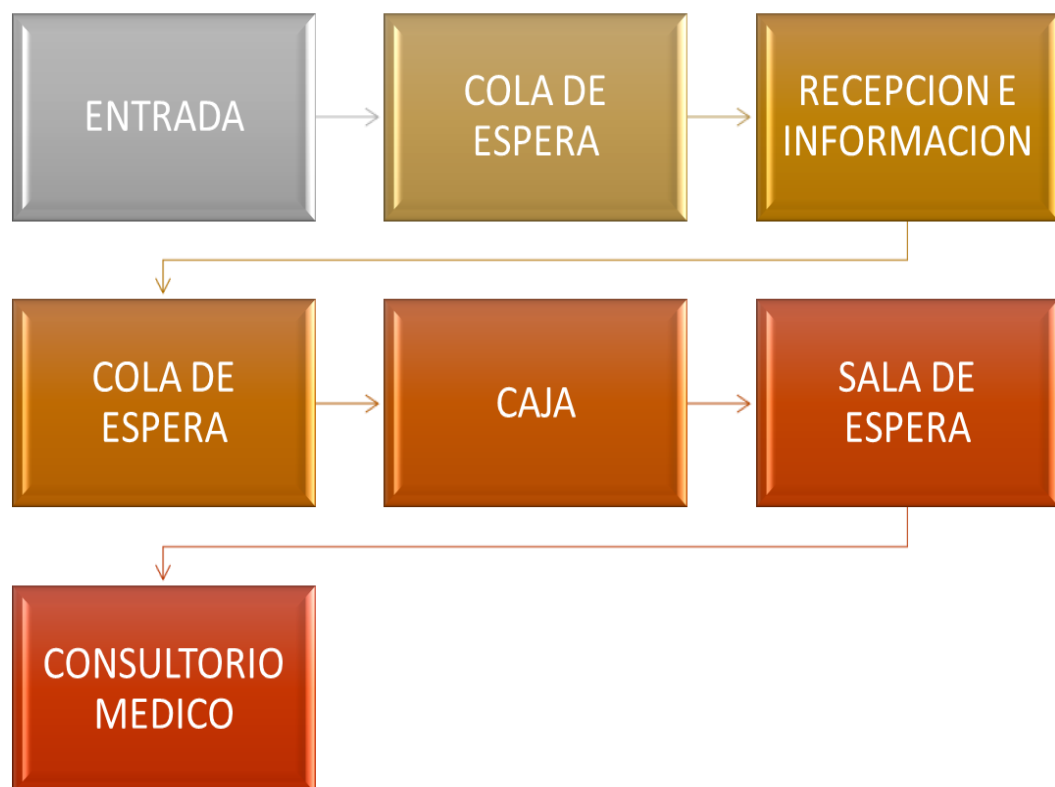 ENTRADA
COLA DE
ESPERA
RECEPCION E
INFORMACION
COLA DE
ESPERA
CAJA
SALA DE
ESPERA
CONSULTORIO
MEDICO